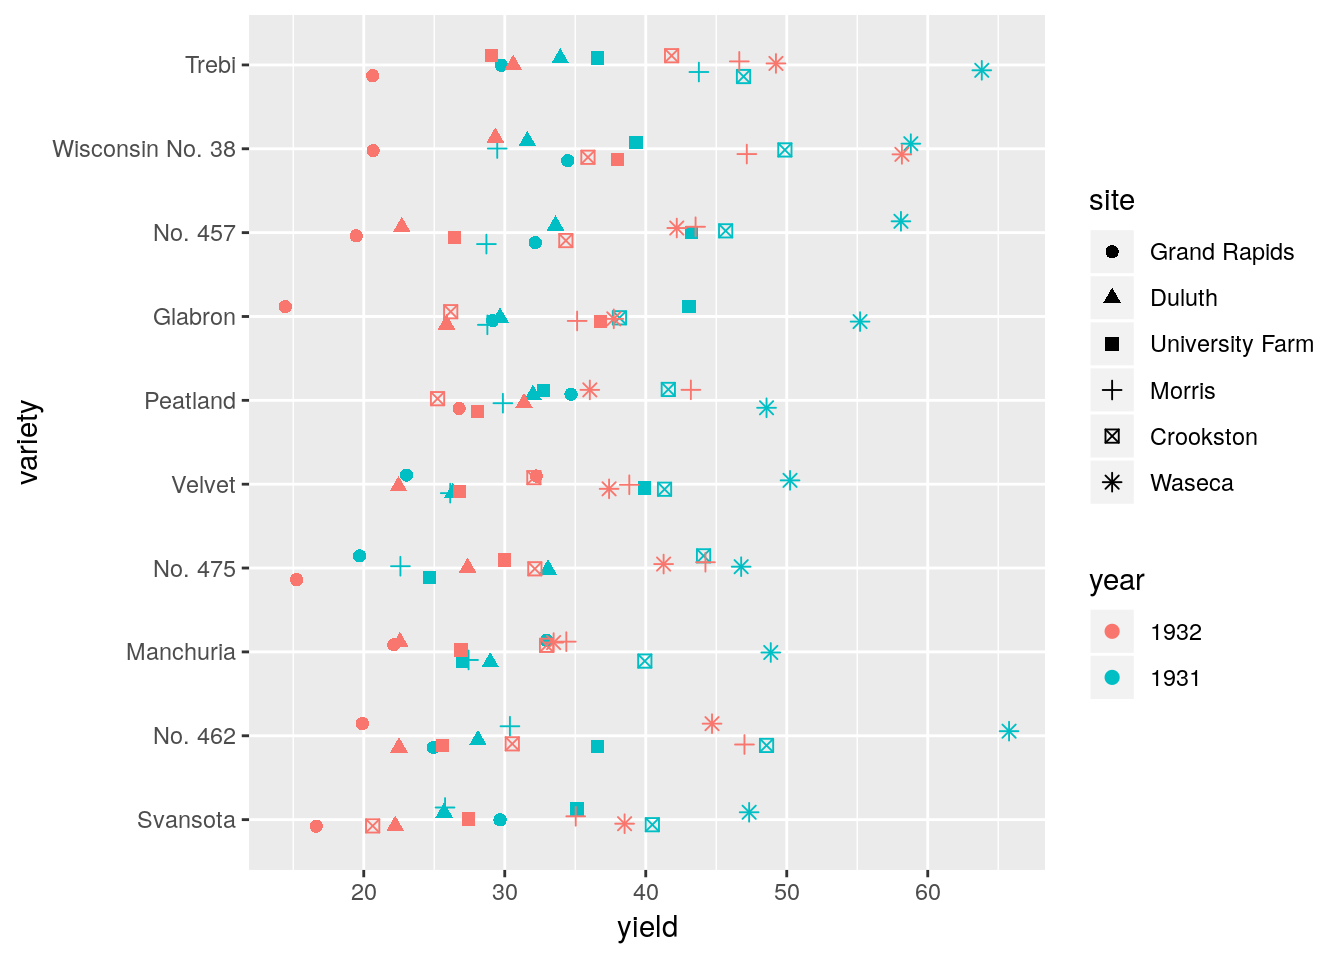 Trebi
Wisconsin No. 38
No. 457
Glabron
Peatland
Velvet
No. 475
Manchuria
No. 462
Svansota
variety
20 30 40 50 60
yield
site
Grand Rapids
Duluth
University Farm
Morris
Crookston
Waseca
year
1932
1931